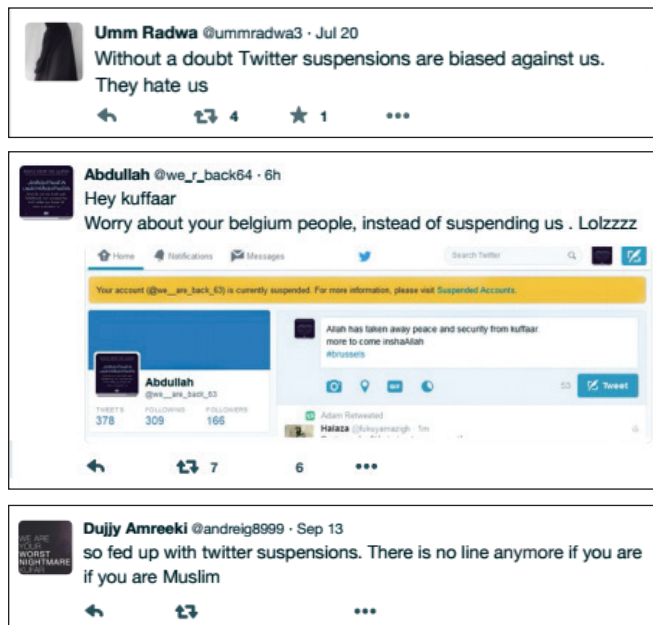 Umm Radwa @ummradwa3 · Jul 20
Without a doubt Twitter suspensions are biased against us.
They hate us
4 1
Abdullah @we_r_back64 · 6h
Hey kuffaar
Worry about your belgium people, instead of suspending us . Lolzzzz
Home Notifications Messages Search Twitter
Your account (@we__are_back_63) is currently suspended. For more information, please visit Suspended Accounts.
Allah has taken away peace and security from kuffaar.
more to come inshaAllah
#brussels
Abdullah
@we__are_back_63
GIF 53 Tweet
TWEETS FOLLOWING FOLLOWERS
378 309 166
Adam Retweeted
Halaza @fukuyamazigh · 1m
7 6
Dujjy Amreeki @andreig8999 · Sep 13
WE ARE
YOUR
WORST
NIGHTMARE
KUFAR
so fed up with twitter suspensions. There is no line anymore if you are
if you are Muslim